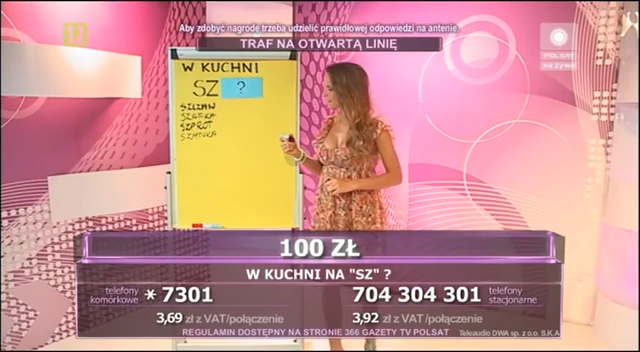 Aby zdobyć nagrodę trzeba udzielić prawidłowej odpowiedzi na antenie.
TRAF NA OTWARTĄ LINIĘ
12
POLSAT
na żywo
W KUCHNI
SZ ?
SZCZAW
SZAFKA
SZPROT
SZYNKA
100 ZŁ
W KUCHNI NA "SZ" ?
telefony komórkowe *7301 704 304 301 telefony stacjonarne
3,69 zł z VAT/połączenie 3,92 zł z VAT/połączenie
REGULAMIN DOSTĘPNY NA STRONIE 366 GAZETY TV POLSAT
Teleaudio DWA sp. z o.o. S.K.A